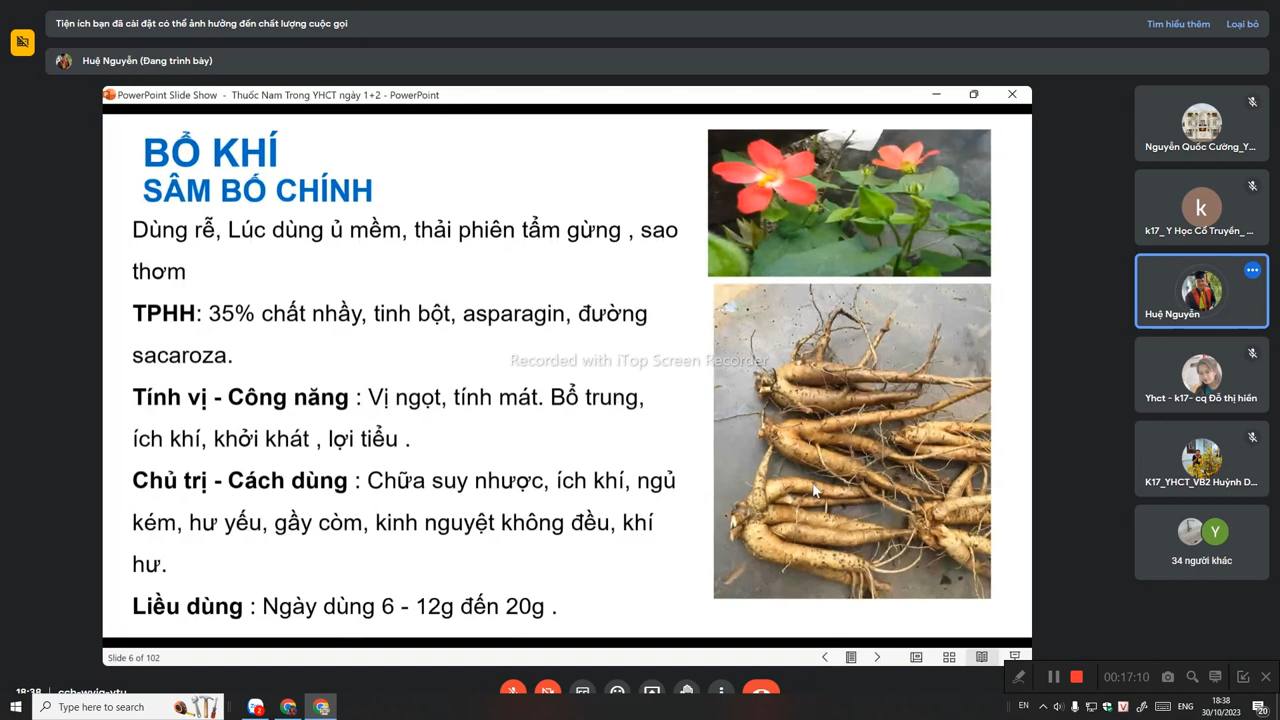 Tiện ích bạn đã cài đặt có thể ảnh hưởng đến chất lượng cuộc gọi
Tìm hiểu thêm
Loại bỏ
Huệ Nguyễn (Đang trình bày)
PowerPoint Slide Show - Thuốc Nam Trong YHCT ngày 1+2 - PowerPoint
BỔ KHÍ
SÂM BỐ CHÍNH
Dùng rễ, Lúc dùng ủ mềm, thải phiên tẩm gừng , sao
thơm
TPHH: 35% chất nhầy, tinh bột, asparagin, đường
sacaroza.
Tính vị - Công năng : Vị ngọt, tính mát. Bổ trung,
ích khí, khởi khát , lợi tiểu .
Chủ trị - Cách dùng : Chữa suy nhược, ích khí, ngủ
kém, hư yếu, gầy còm, kinh nguyệt không đều, khí
hư.
Liều dùng : Ngày dùng 6 - 12g đến 20g .
Recorded with iTop Screen Recorder
Slide 6 of 102
Nguyễn Quốc Cường_Y...
k
k17_ Y Học Cổ Truyền_ ...
Huệ Nguyễn
Yhct - k17- cq Đô thị hiền
K17_YHCT_VB2 Huỳnh D...
Y
34 người khác
00:17:10
18:38
Type here to search
2
EN
V
ENG
18:38
30/10/2023
20